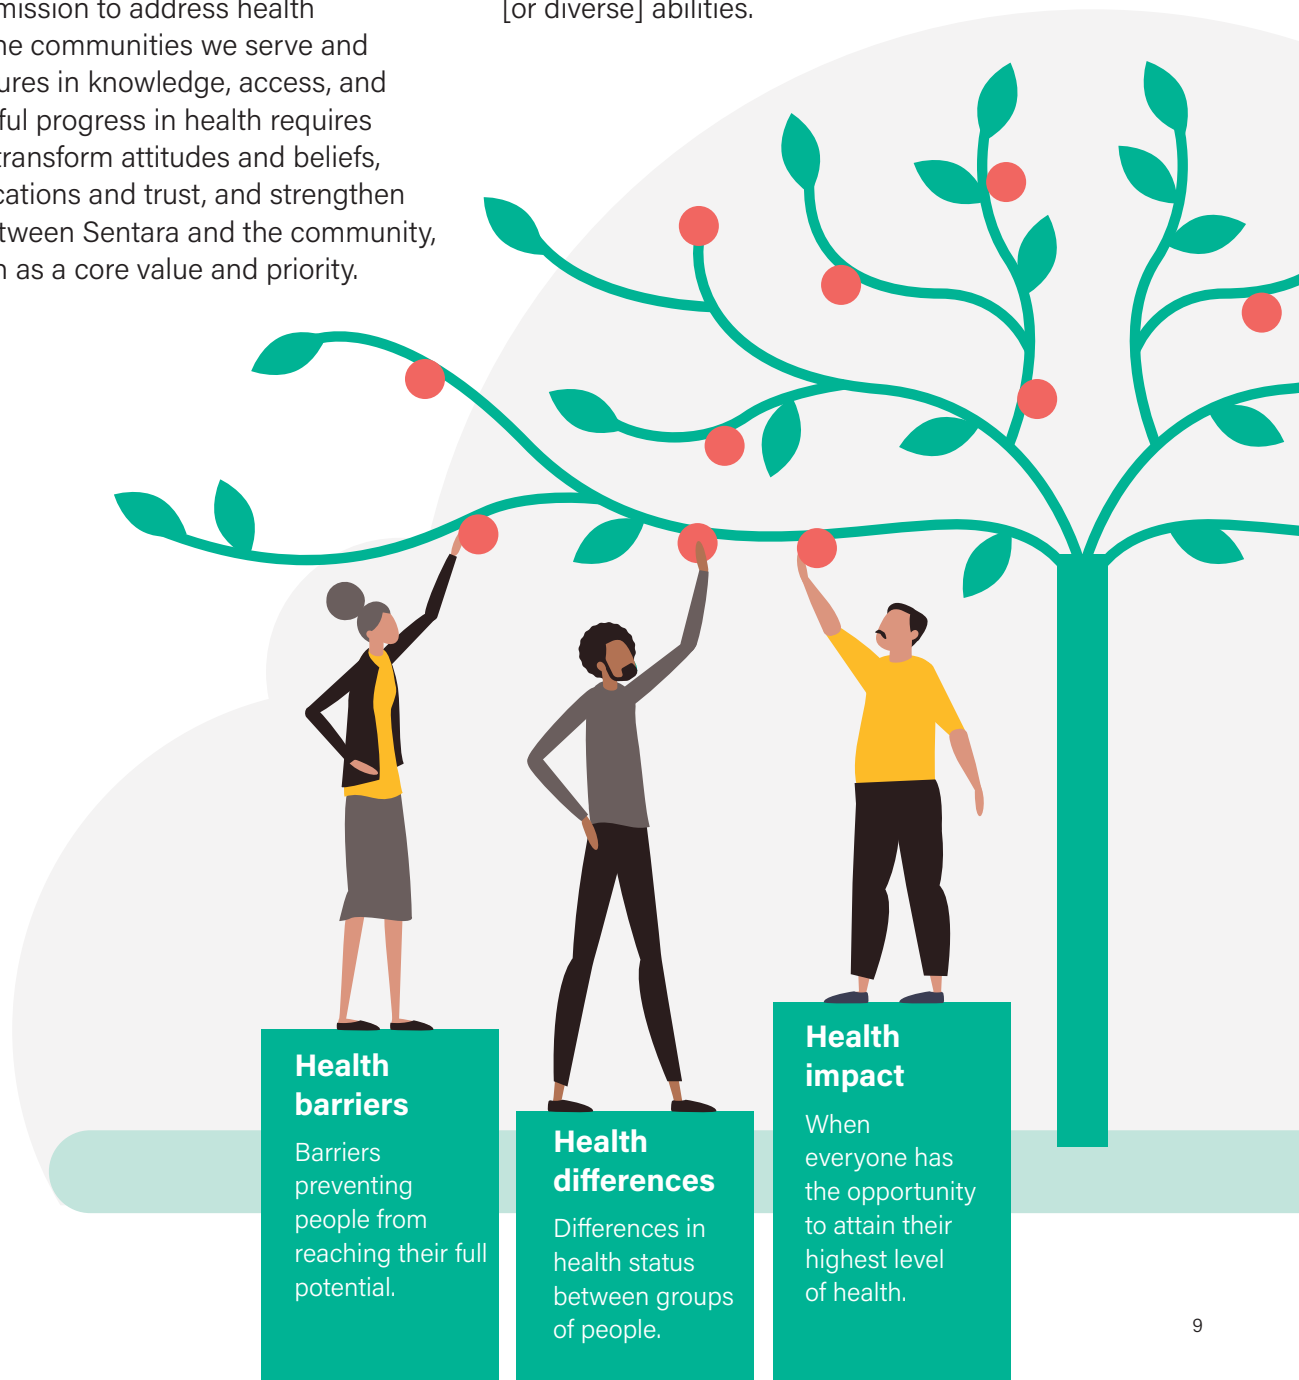 mission to address health
he communities we serve and
ures in knowledge, access, and
ful progress in health requires
transform attitudes and beliefs,
cations and trust, and strengthen
tween Sentara and the community,
n as a core value and priority.
[or diverse] abilities.
Health
barriers
Barriers
preventing
people from
reaching their full
potential.
Health
differences
Differences in
health status
between groups
of people.
Health
impact
When
everyone has
the opportunity
to attain their
highest level
of health.
9